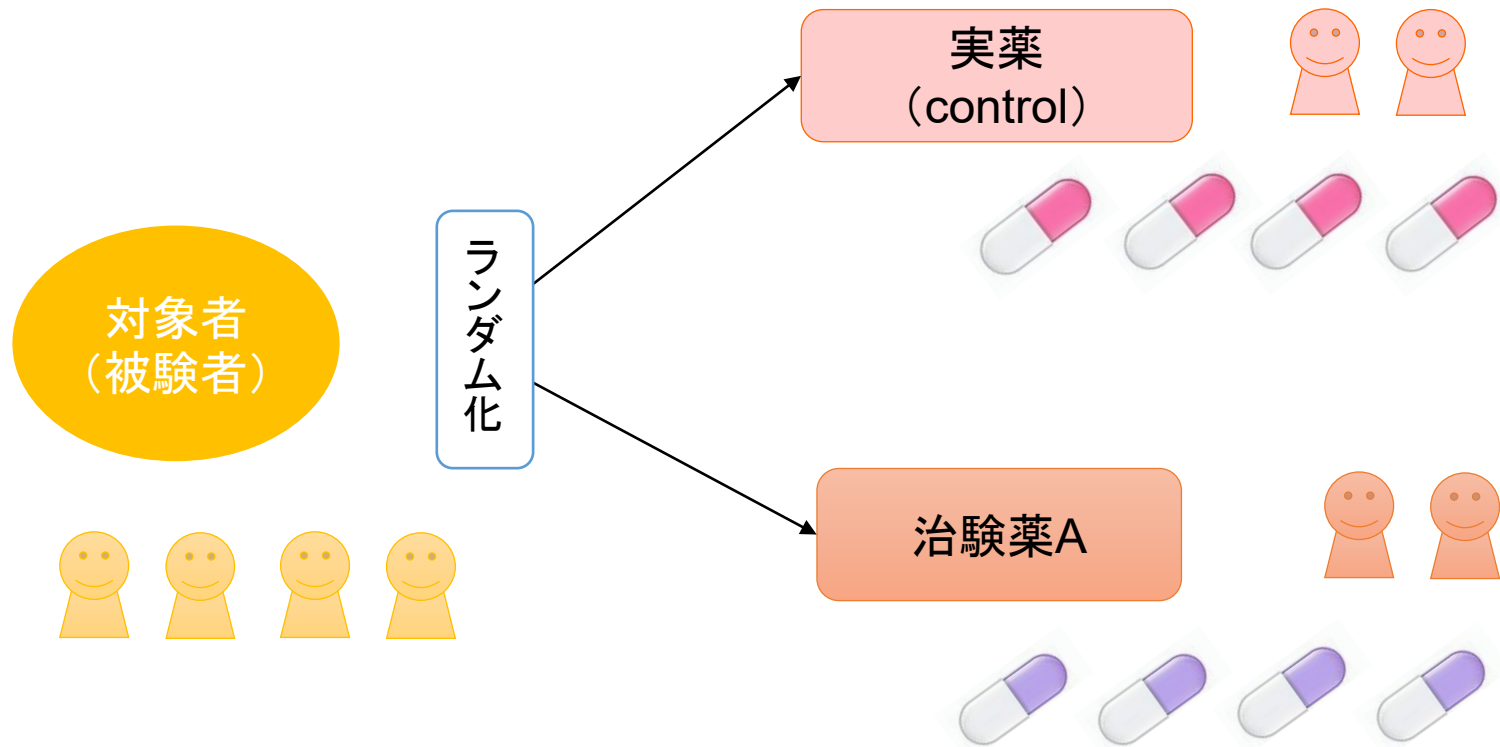 対象者
（被験者）
ランダム化
実薬
（control）
治験薬A